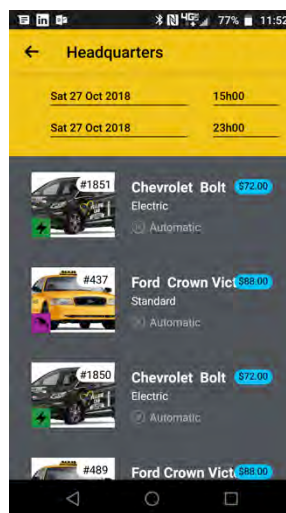 77% 11:52
Headquarters
Sat 27 Oct 2018 15h00
Sat 27 Oct 2018 23h00
#1851
Chevrolet Bolt $72.00
Electric
Automatic
#437
Ford Crown Vict $88.00
Standard
Automatic
#1850
Chevrolet Bolt $72.00
Electric
Automatic
#489
Ford Crown Vict $88.00